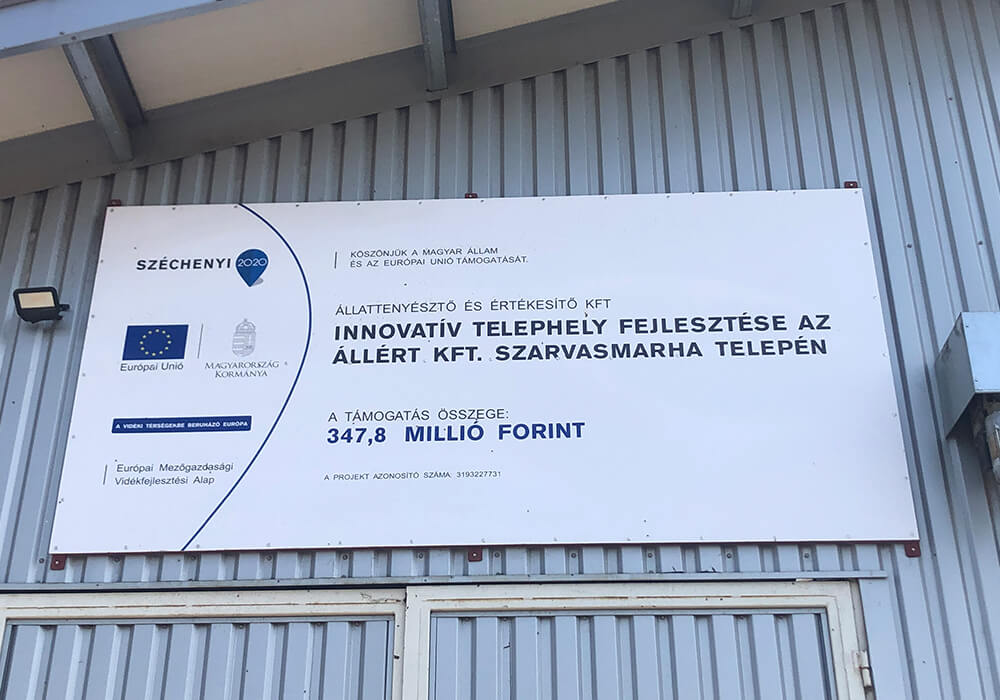 SZÉCHENYI 2020
Európai Unió
MAGYARORSZÁG
KORMÁNYA
A VIDÉKI TÉRSÉGEKBE BERUHÁZÓ EURÓPA
Európai Mezőgazdasági
Vidékfejlesztési Alap
KÖSZÖNJÜK A MAGYAR ÁLLAM
ÉS AZ EURÓPAI UNIÓ TÁMOGATÁSÁT.
ÁLLATTENYÉSZTŐ ÉS ÉRTÉKESÍTŐ KFT
INNOVATÍV TELEPHELY FEJLESZTÉSE AZ
ÁLLÉRT KFT. SZARVASMARHA TELEPÉN
A TÁMOGATÁS ÖSSZEGE:
347,8 MILLIÓ FORINT
A PROJEKT AZONOSÍTÓ SZÁMA: 3193227731